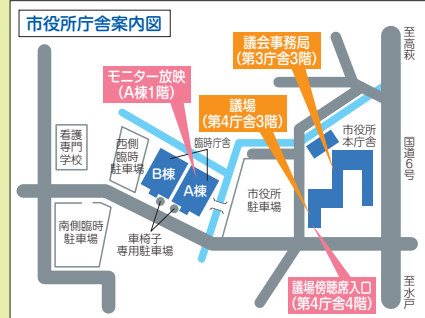 市役所庁舎案内図
至高萩
議会事務局
(第3庁舎3階)
モニター放映
(A棟1階)
議場
(第4庁舎3階)
看護
専門
学校
西側
臨時
駐車場
臨時庁舎
市役所
本庁舎
国道6号
B棟
A棟
市役所
駐車場
南側臨時
駐車場
車椅子
専用駐車場
議場傍聴席入口
(第4庁舎4階)
至水戸